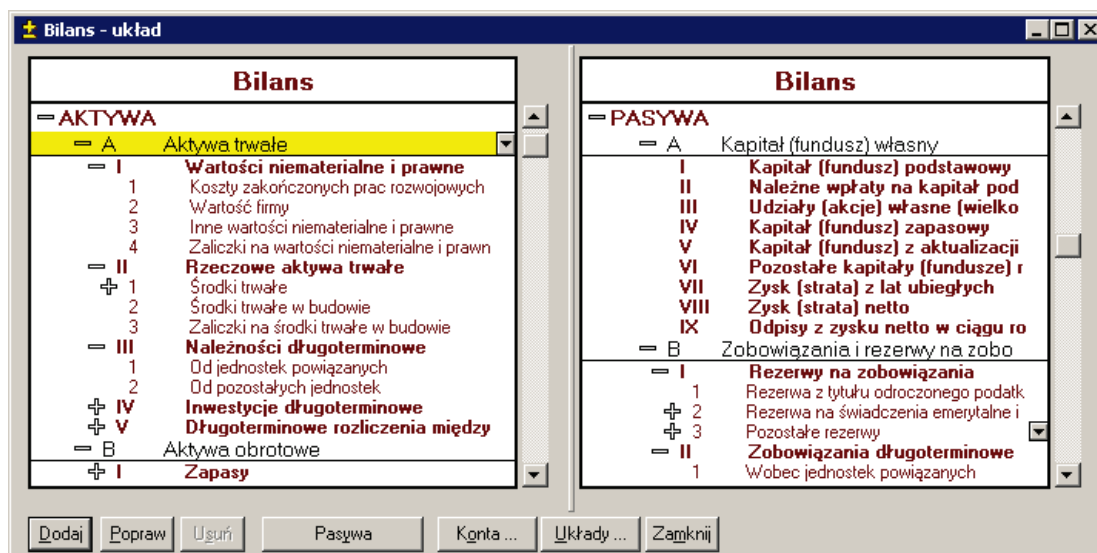 Bilans - układ
Bilans
AKTYWA
A Aktywa trwałe
I Wartości niematerialne i prawne
1 Koszty zakończonych prac rozwojowych
2 Wartość firmy
3 Inne wartości niematerialne i prawne
4 Zaliczki na wartości niematerialne i prawn
II Rzeczowe aktywa trwałe
1 Środki trwałe
2 Środki trwałe w budowie
3 Zaliczki na środki trwałe w budowie
III Należności długoterminowe
1 Od jednostek powiązanych
2 Od pozostałych jednostek
IV Inwestycje długoterminowe
V Długoterminowe rozliczenia między
B Aktywa obrotowe
I Zapasy
Bilans
PASYWA
A Kapitał (fundusz) własny
I Kapitał (fundusz) podstawowy
II Należne wpłaty na kapitał pod
III Udziały (akcje) własne (wielko
IV Kapitał (fundusz) zapasowy
V Kapitał (fundusz) z aktualizacji
VI Pozostałe kapitały (fundusze) r
VII Zysk (strata) z lat ubiegłych
VIII Zysk (strata) netto
IX Odpisy z zysku netto w ciągu ro
B Zobowiązania i rezerwy na zobo
I Rezerwy na zobowiązania
1 Rezerwa z tytułu odroczonego podatk
2 Rezerwa na świadczenia emerytalne i
3 Pozostałe rezerwy
II Zobowiązania długoterminowe
1 Wobec jednostek powiązanych
Dodaj Popraw Usuń Pasywa Konta ... Układy ... Zamknij